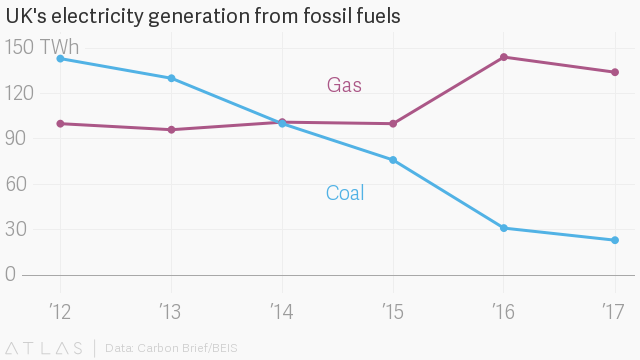 UK's electricity generation from fossil fuels
150 TWh
120
90
60
30
0
Gas
Coal
'12 '13 '14 '15 '16 '17
ATLAS | Data: Carbon Brief/BEIS